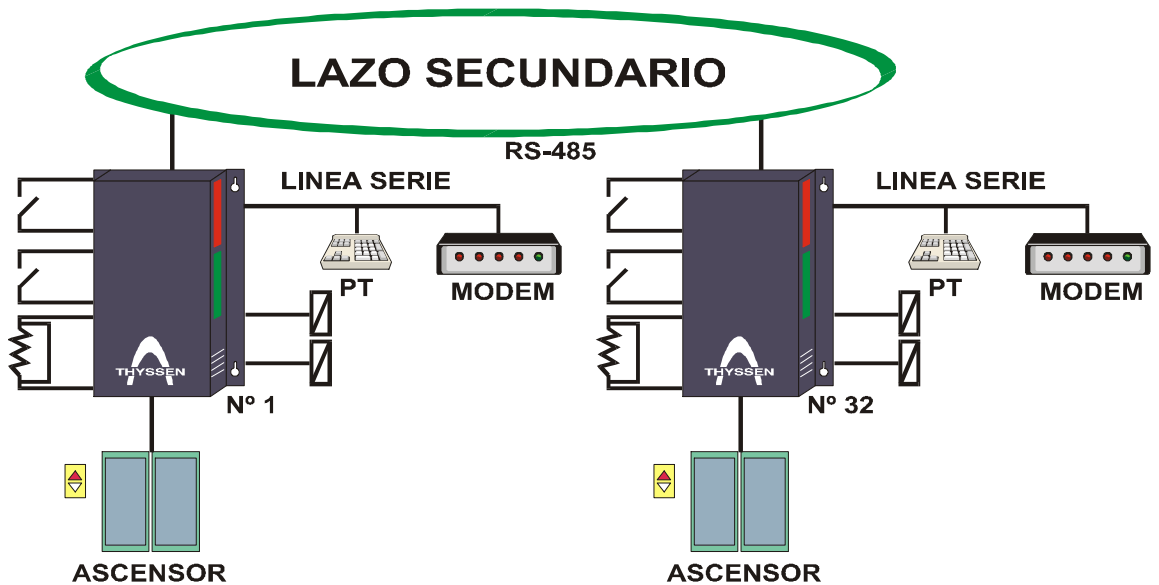 LAZO SECUNDARIO
RS-485
LINEA SERIE
PT
MODEM
THYSSEN
Nº 1
ASCENSOR
LINEA SERIE
PT
MODEM
THYSSEN
Nº 32
ASCENSOR